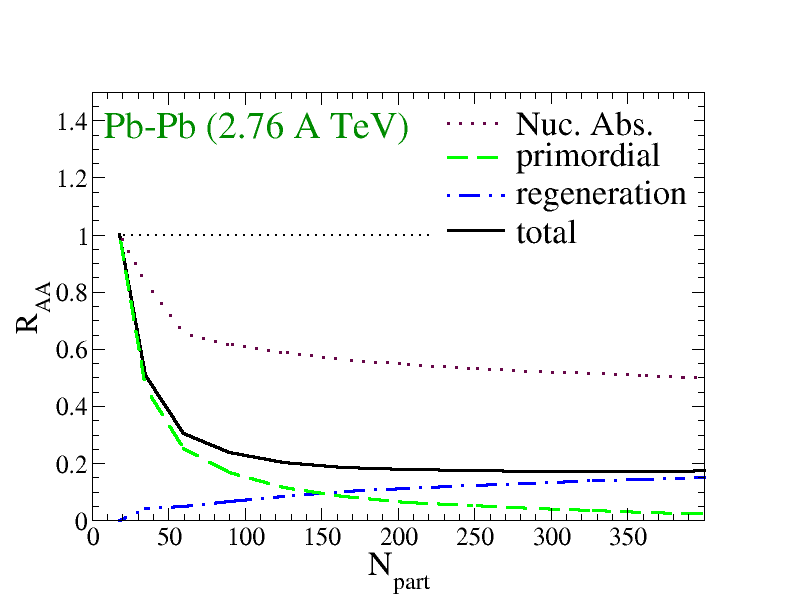 Pb-Pb (2.76 A TeV)
Nuc. Abs.
primordial
regeneration
total
1.4
1.2
1
0.8
0.6
0.4
0.2
0
R_AA
0 50 100 150 200 250 300 350
N_part